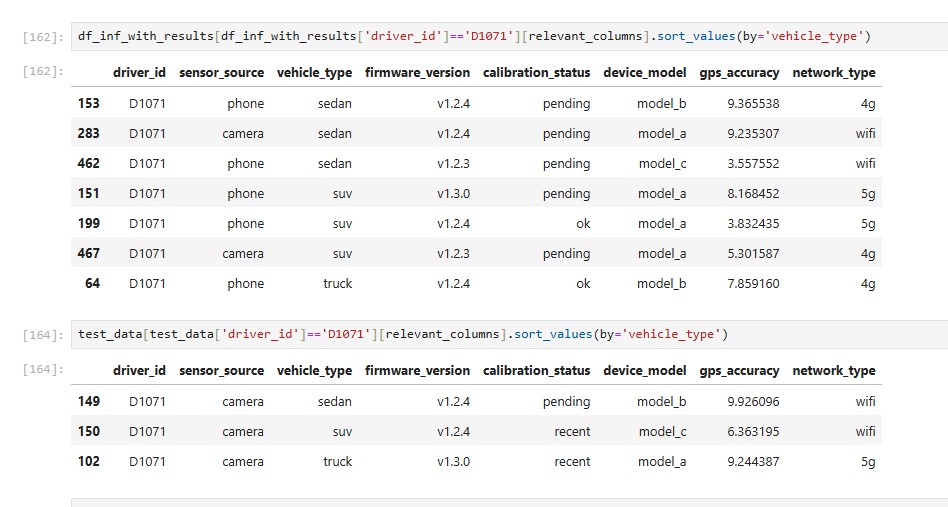 [162]: df_inf_with_results[df_inf_with_results['driver_id']=='D1071'][relevant_columns].sort_values(by='vehicle_type')
[162]: driver_id sensor_source vehicle_type firmware_version calibration_status device_model gps_accuracy network_type
153 D1071 phone sedan v1.2.4 pending model_b 9.365538 4g
283 D1071 camera sedan v1.2.4 pending model_a 9.235307 wifi
462 D1071 phone sedan v1.2.3 pending model_c 3.557552 wifi
151 D1071 phone suv v1.3.0 pending model_a 8.168452 5g
199 D1071 phone suv v1.2.4 ok model_a 3.832435 5g
467 D1071 camera suv v1.2.3 pending model_a 5.301587 4g
64 D1071 phone truck v1.2.4 ok model_b 7.859160 4g
[164]: test_data[test_data['driver_id']=='D1071'][relevant_columns].sort_values(by='vehicle_type')
[164]: driver_id sensor_source vehicle_type firmware_version calibration_status device_model gps_accuracy network_type
149 D1071 camera sedan v1.2.4 pending model_b 9.926096 wifi
150 D1071 camera suv v1.2.4 recent model_c 6.363195 wifi
102 D1071 camera truck v1.3.0 recent model_a 9.244387 5g